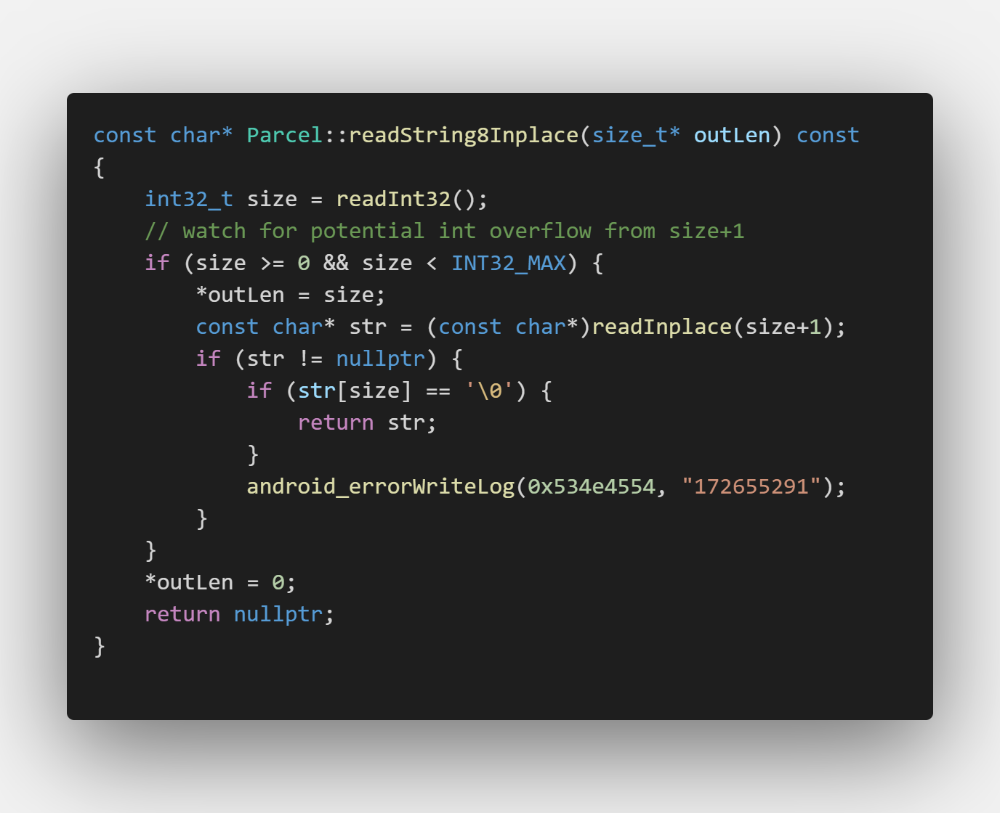 const char* Parcel::readString8Inplace(size_t* outLen) const
{
    int32_t size = readInt32();
    // watch for potential int overflow from size+1
    if (size >= 0 && size < INT32_MAX) {
        *outLen = size;
        const char* str = (const char*)readInplace(size+1);
        if (str != nullptr) {
            if (str[size] == '\0') {
                return str;
            }
            android_errorWriteLog(0x534e4554, "172655291");
        }
    }
    *outLen = 0;
    return nullptr;
}